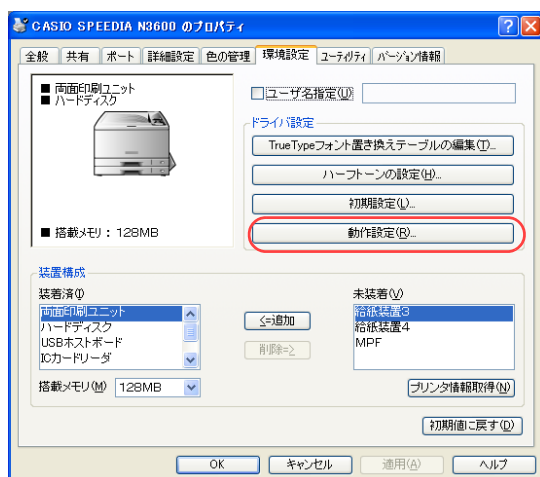 CASIO SPEEDIA N3600 のプロパティ
全般 共有 ポート 詳細設定 色の管理 環境設定 ユーティリティ バージョン情報
■ 両面印刷ユニット
■ ハードディスク
■ 搭載メモリ : 128MB
ユーザ名指定(U)
ドライバ設定
TrueTypeフォント置き換えテーブルの編集(T)...
ハーフトーンの設定(H)...
初期設定(L)...
動作設定(R)...
装置構成
装着済(I)
両面印刷ユニット
ハードディスク
USBホストボード
ICカードリーダ
<=追加
削除=>
未装着(V)
給紙装置3
給紙装置4
MPF
搭載メモリ(M) 128MB
プリンタ情報取得(N)
初期値に戻す(D)
OK キャンセル 適用(A) ヘルプ